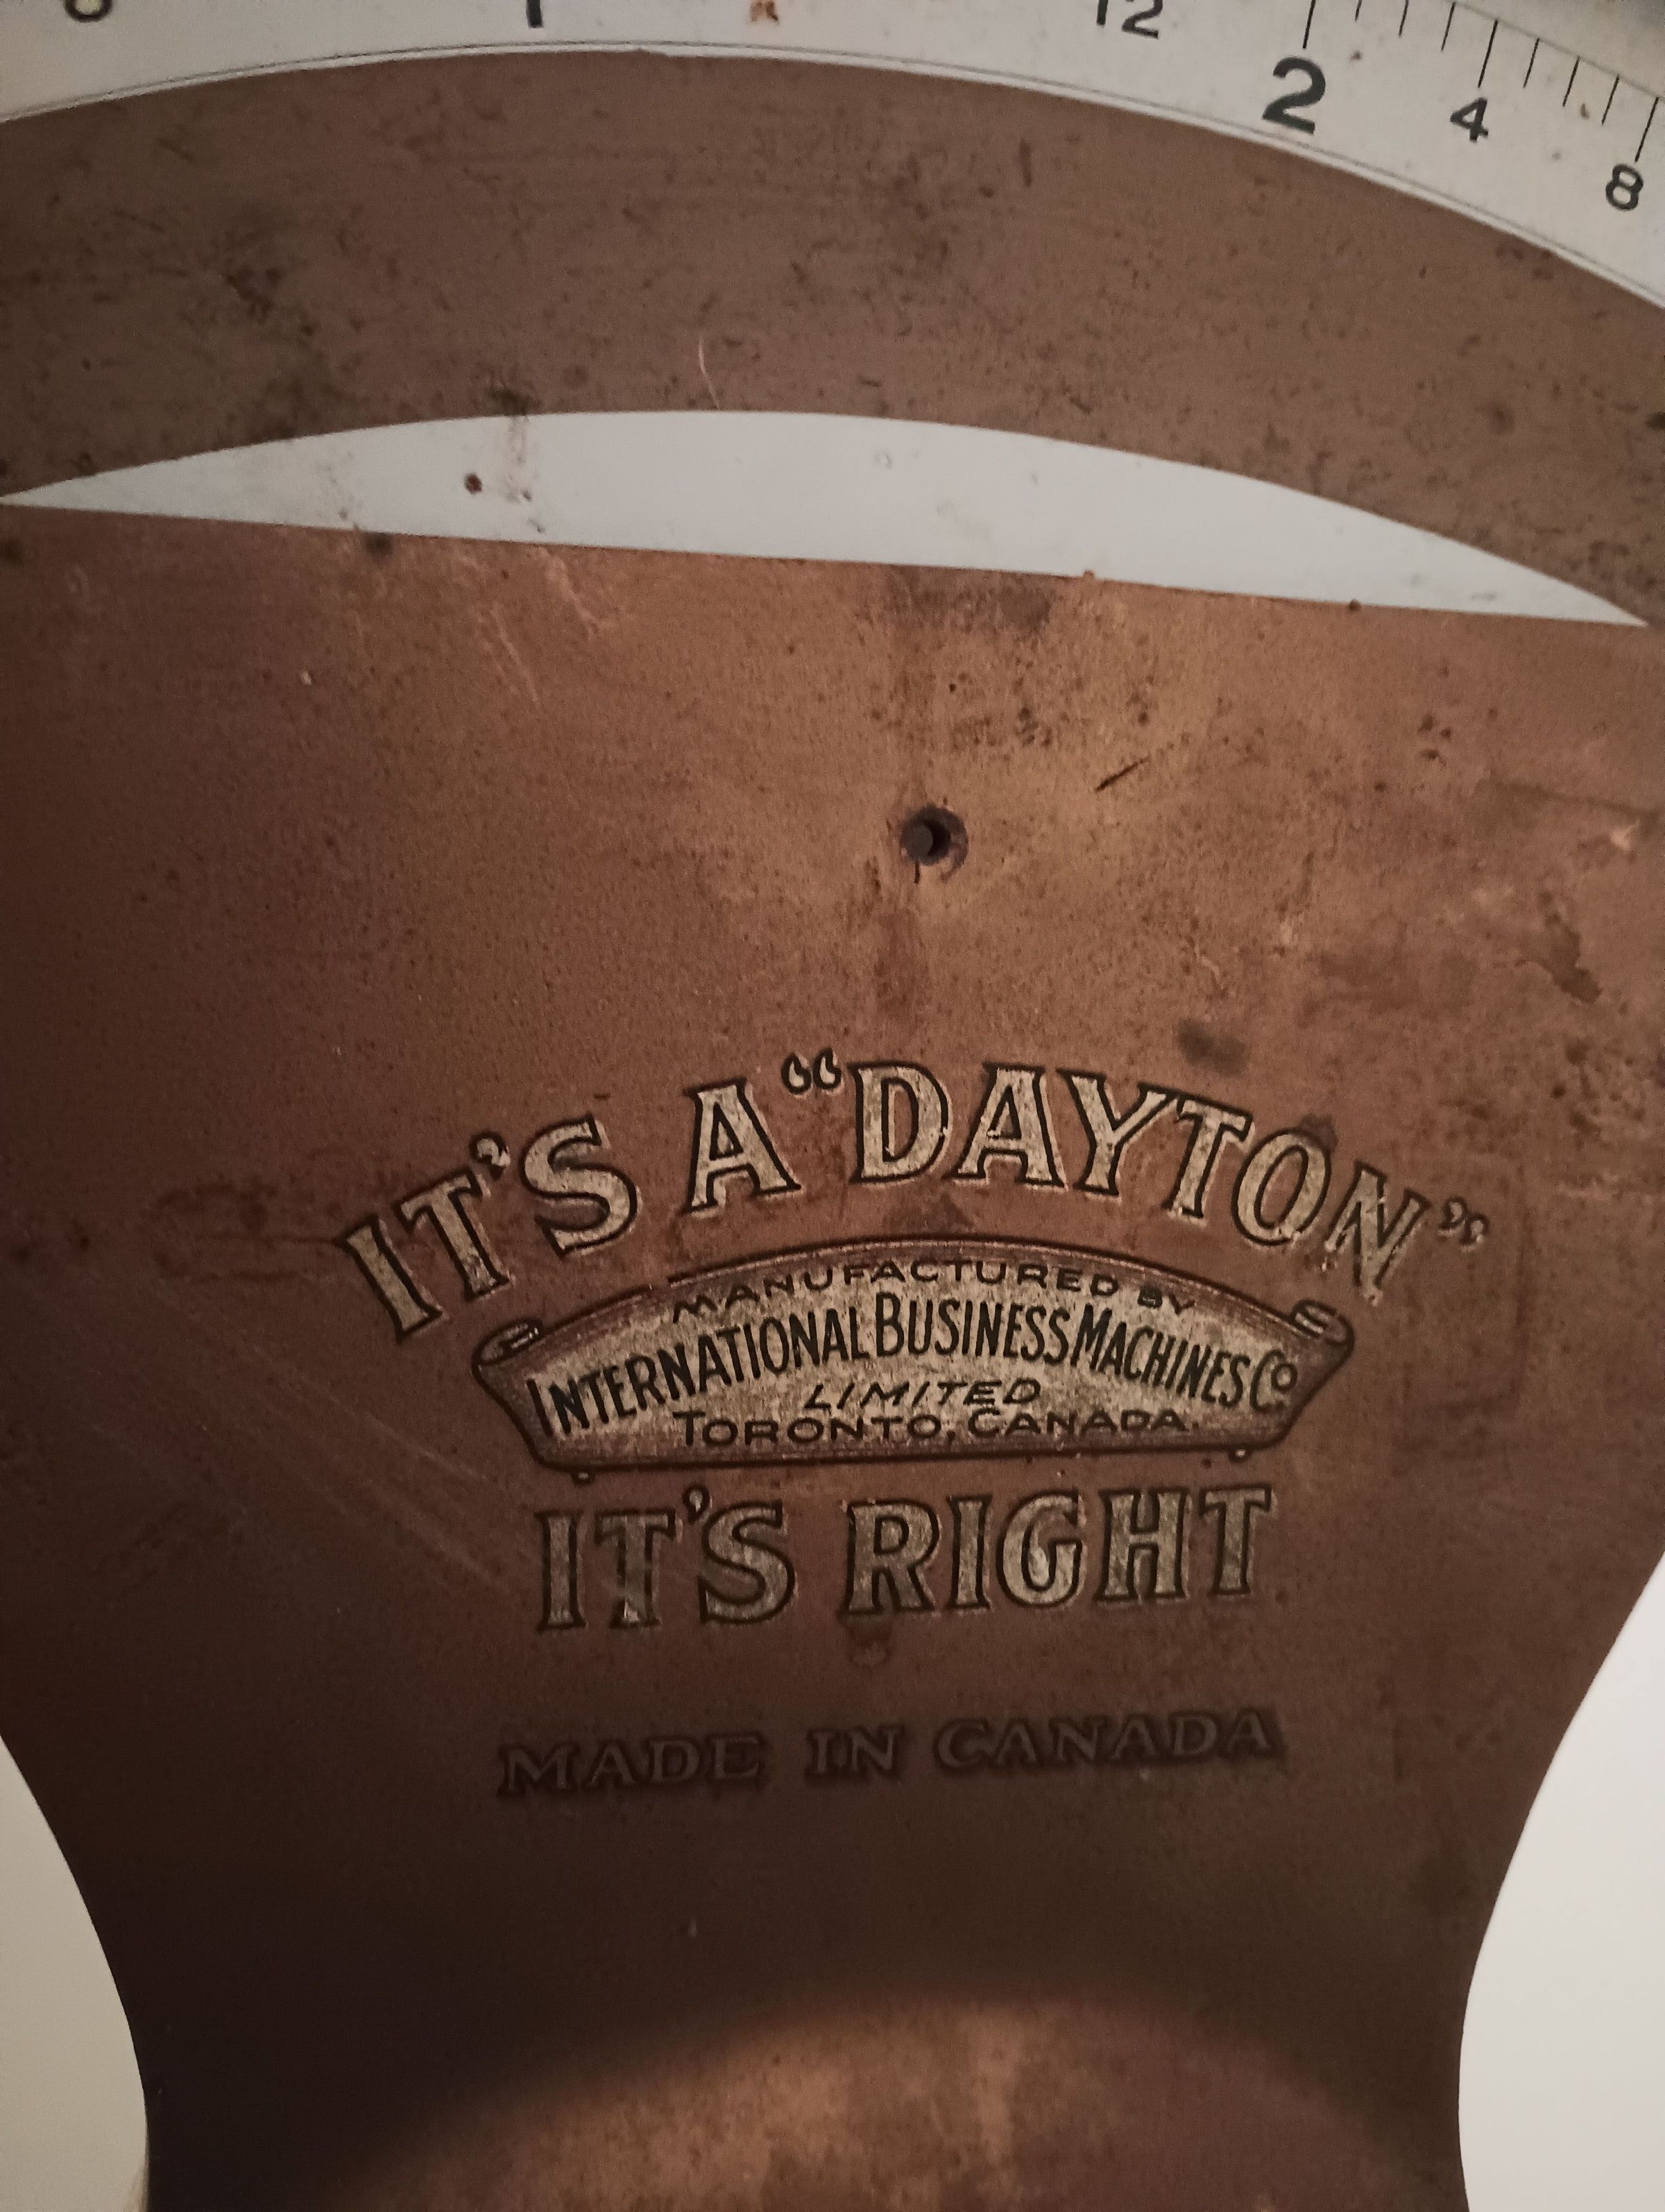 12
2
4
8
IT'S A "DAYTON"
MANUFACTURED BY
INTERNATIONAL BUSINESS MACHINES CO
LIMITED
TORONTO, CANADA.
IT'S RIGHT
MADE IN CANADA